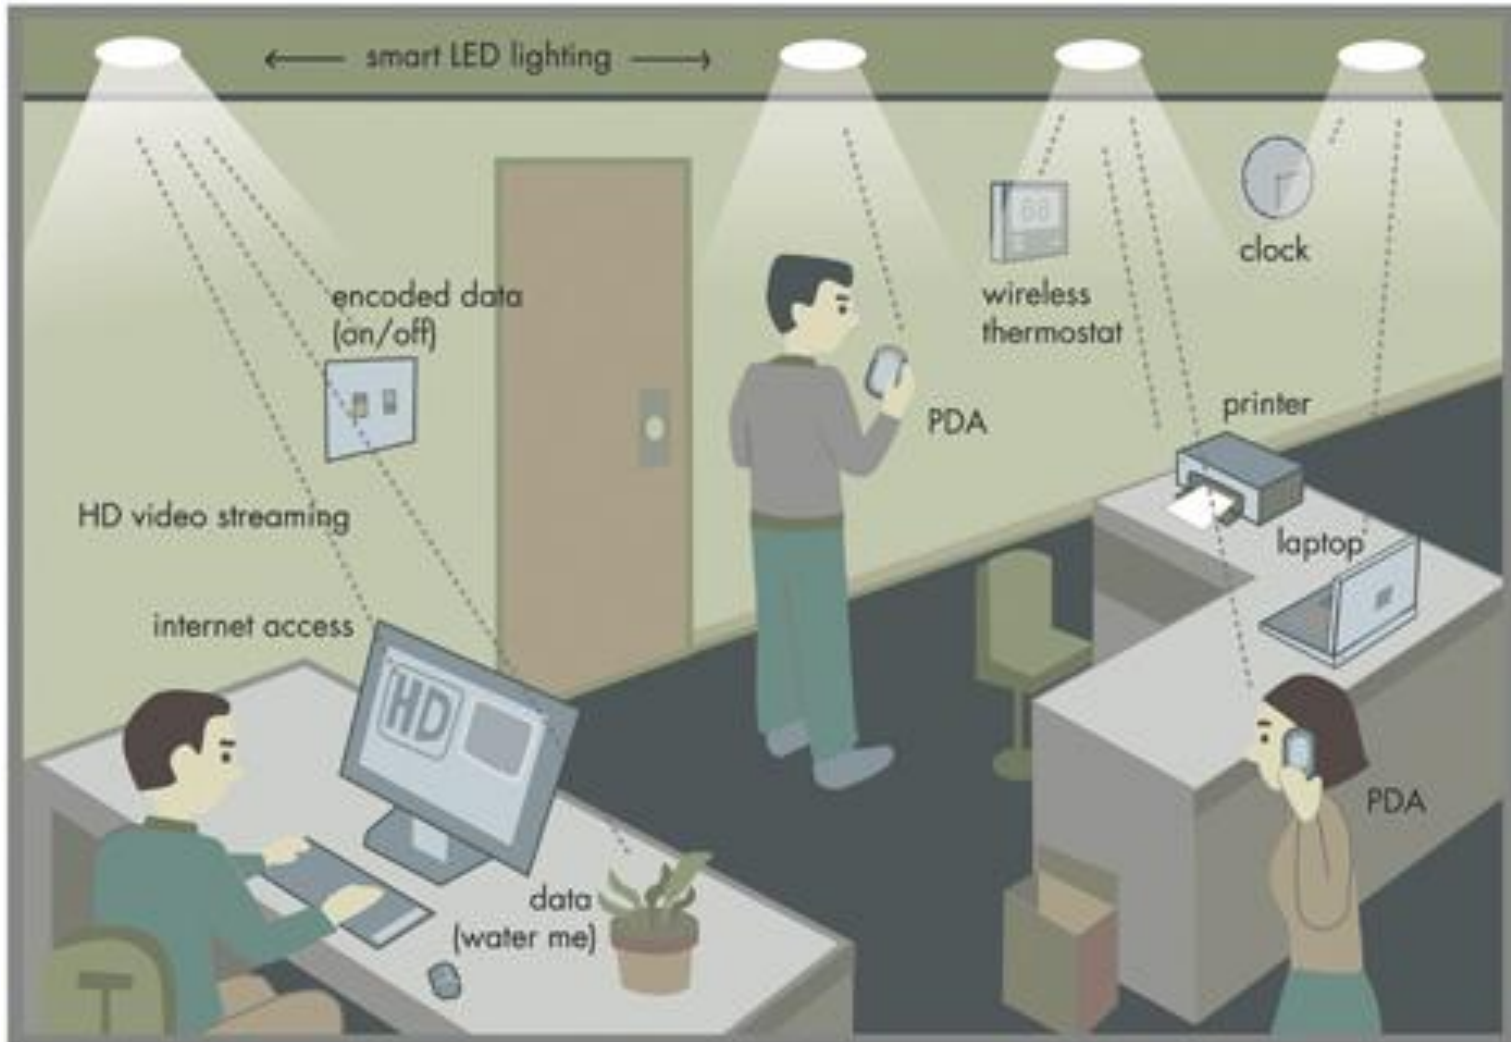 smart LED lighting
encoded data
(on/off)
clock
wireless
thermostat
68
PDA
printer
HD video streaming
laptop
internet access
HD
PDA
data
(water me)